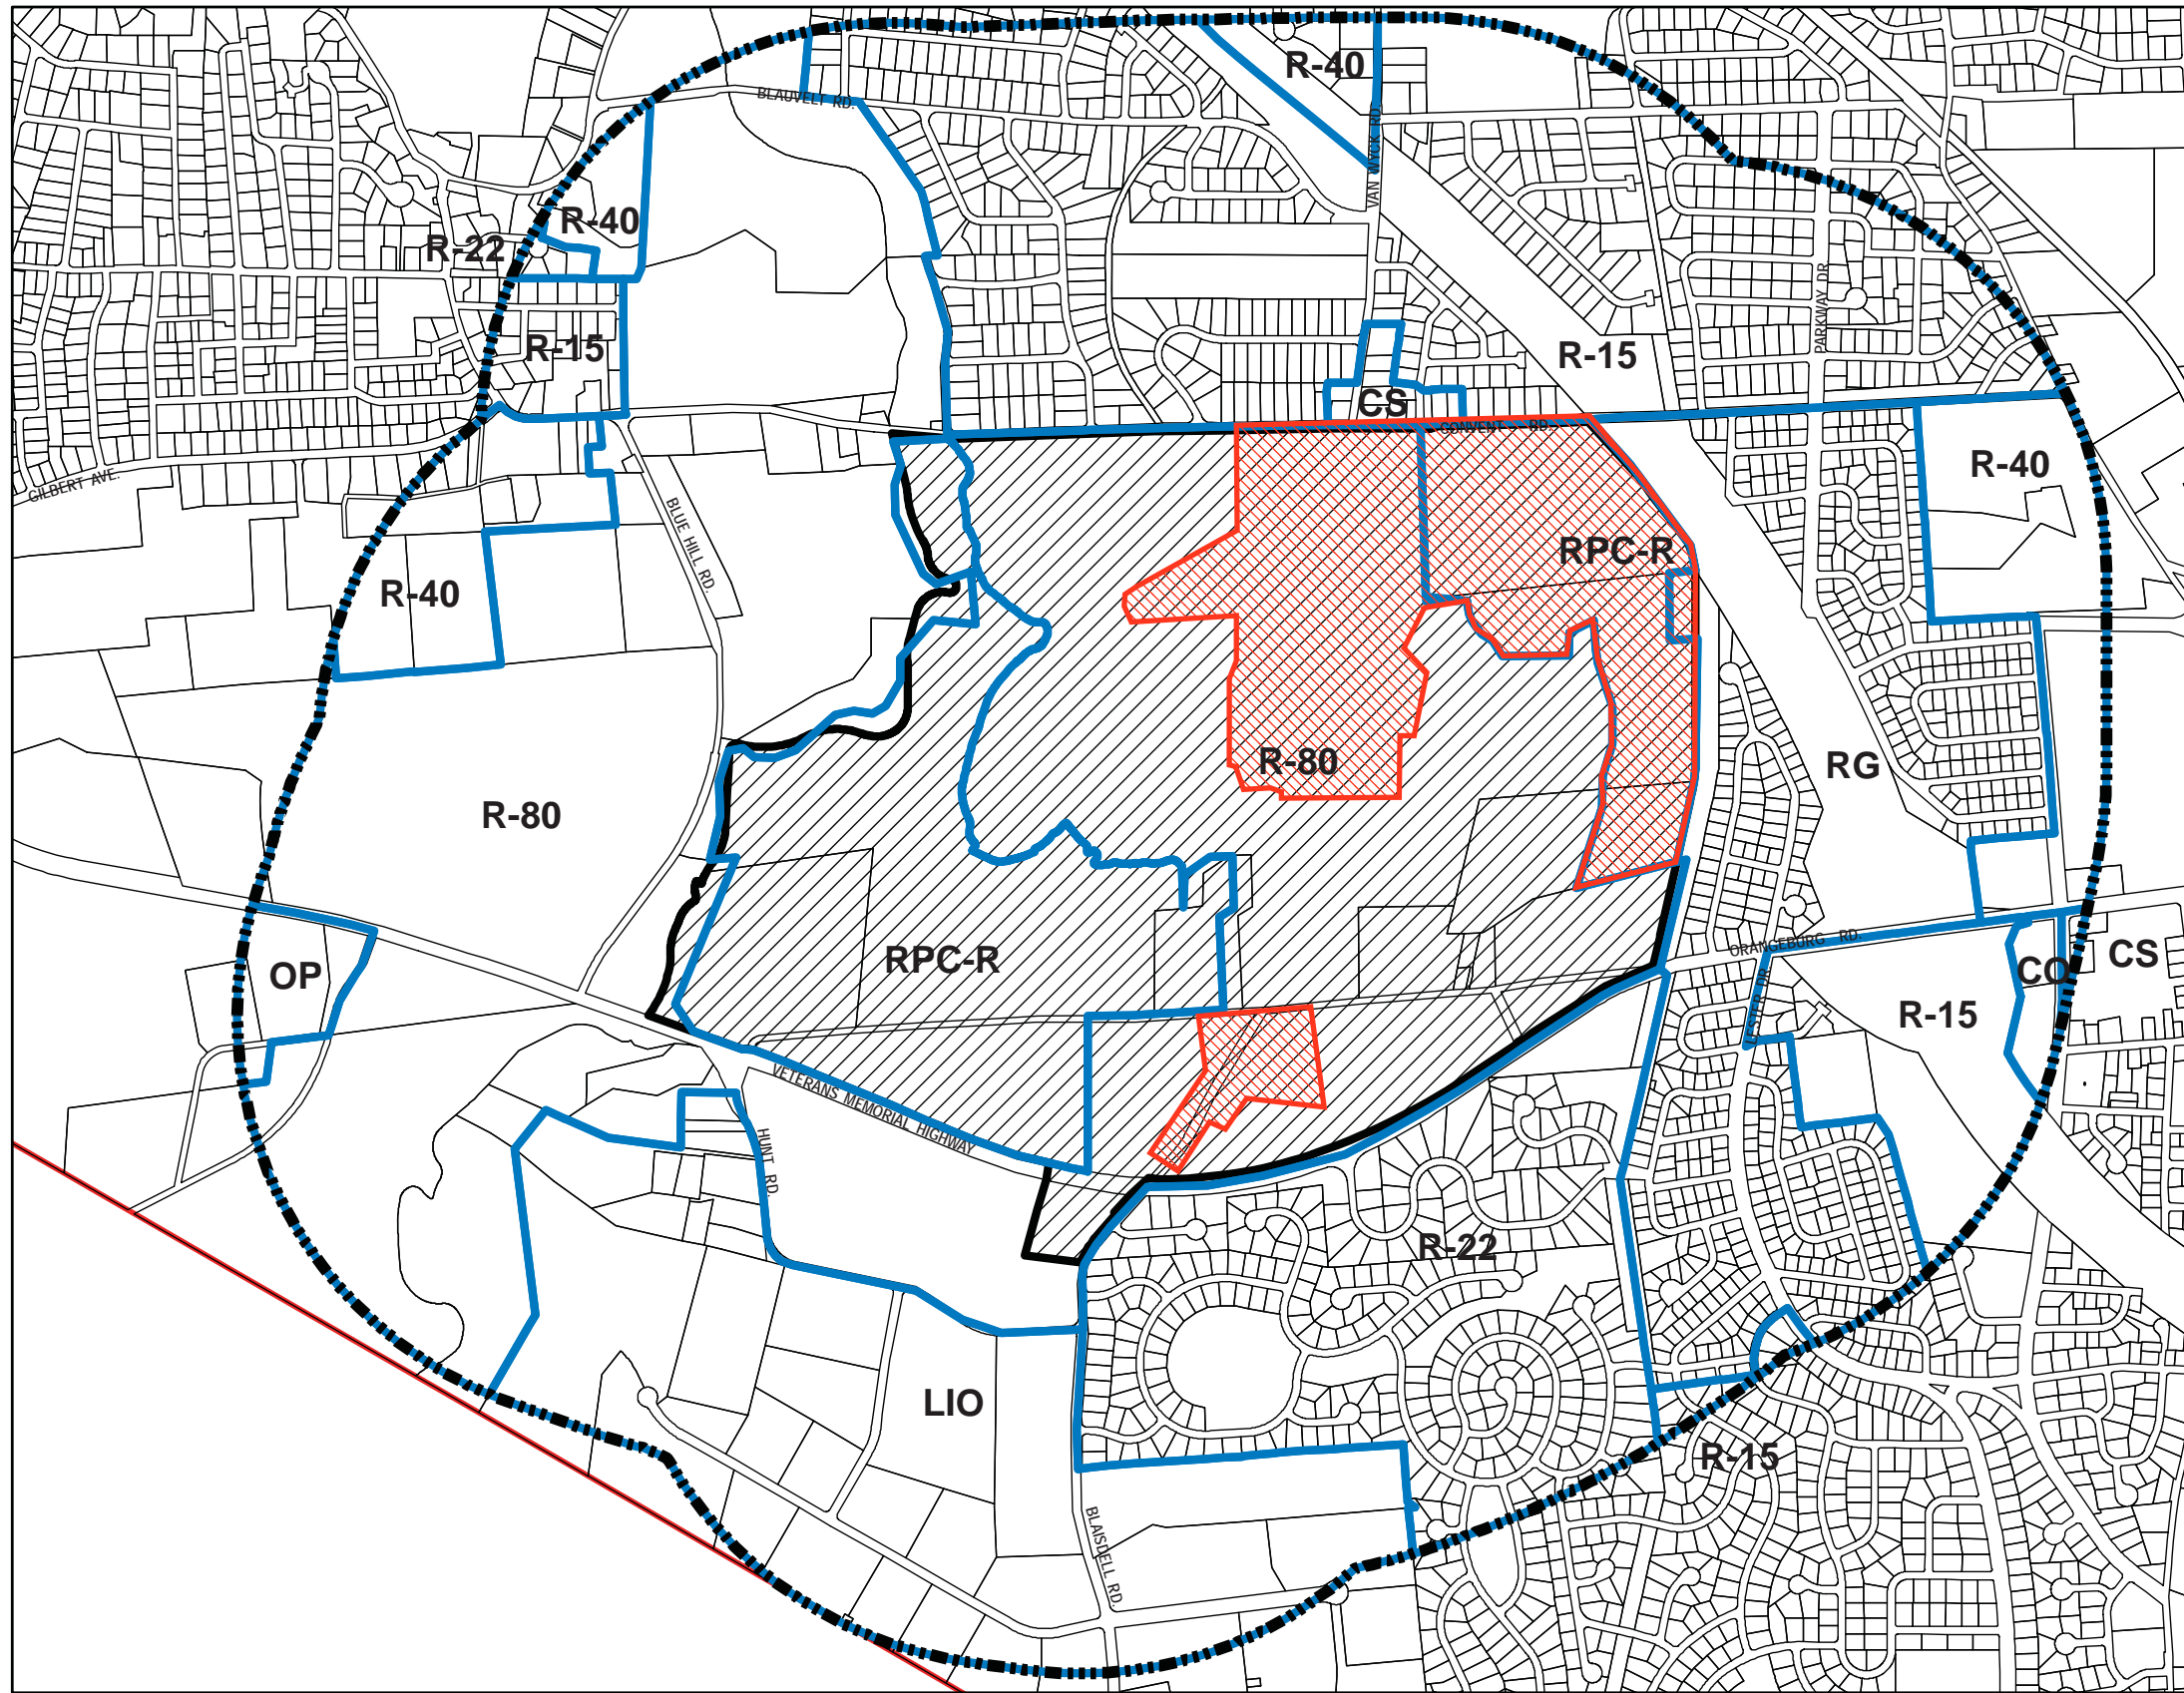 R-40
BLAUVELT RD.
VAN WYCK RD.
R-40
R-22
PARKWAY DR
R-15
R-15
CS
CONVENT RD.
R-40
GILBERT AVE.
BLUE HILL RD.
RPC-R
R-40
R-80
RG
R-80
ORANGEBURG RD.
CS
RPC-R
CO
OP
LESTER DR.
R-15
VETERANS MEMORIAL HIGHWAY
HUNT RD.
R-22
LIO
R-15
BLAISDELL RD.